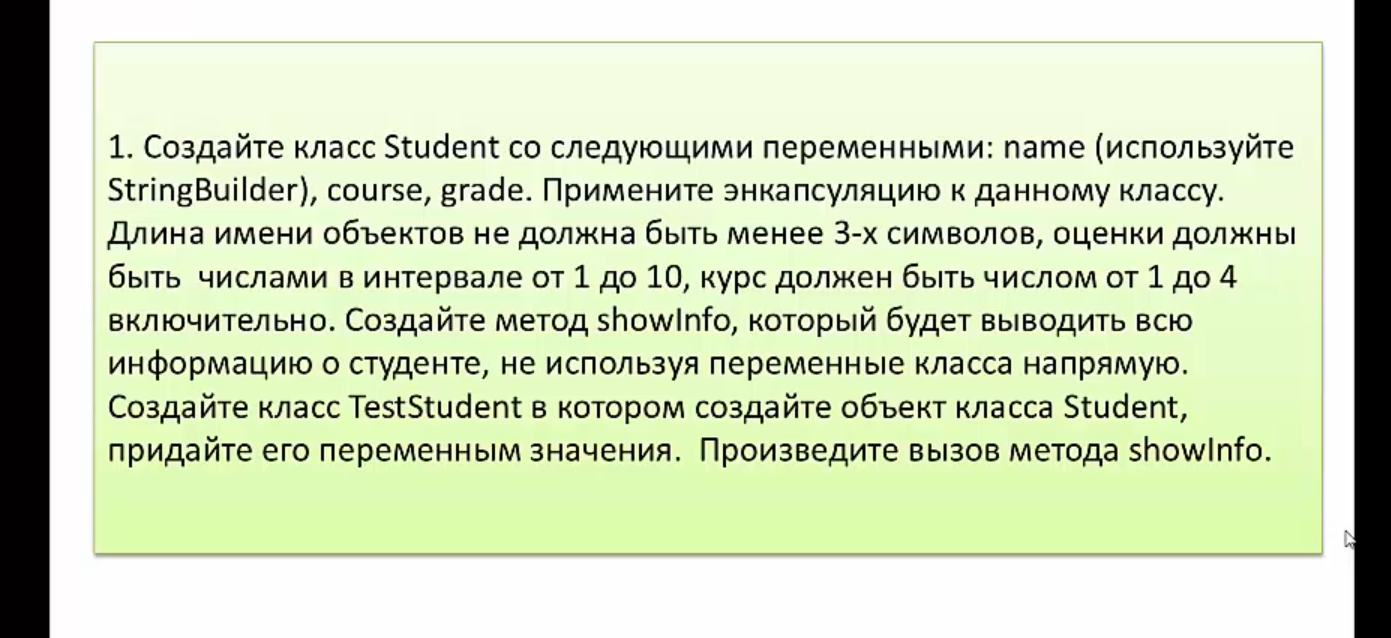 1. Создайте класс Student со следующими переменными: name (используйте
StringBuilder), course, grade. Примените энкапсуляцию к данному классу.
Длина имени объектов не должна быть менее 3-х символов, оценки должны
быть  числами в интервале от 1 до 10, курс должен быть числом от 1 до 4
включительно. Создайте метод showInfo, который будет выводить всю
информацию о студенте, не используя переменные класса напрямую.
Создайте класс TestStudent в котором создайте объект класса Student,
придайте его переменным значения.  Произведите вызов метода showInfo.